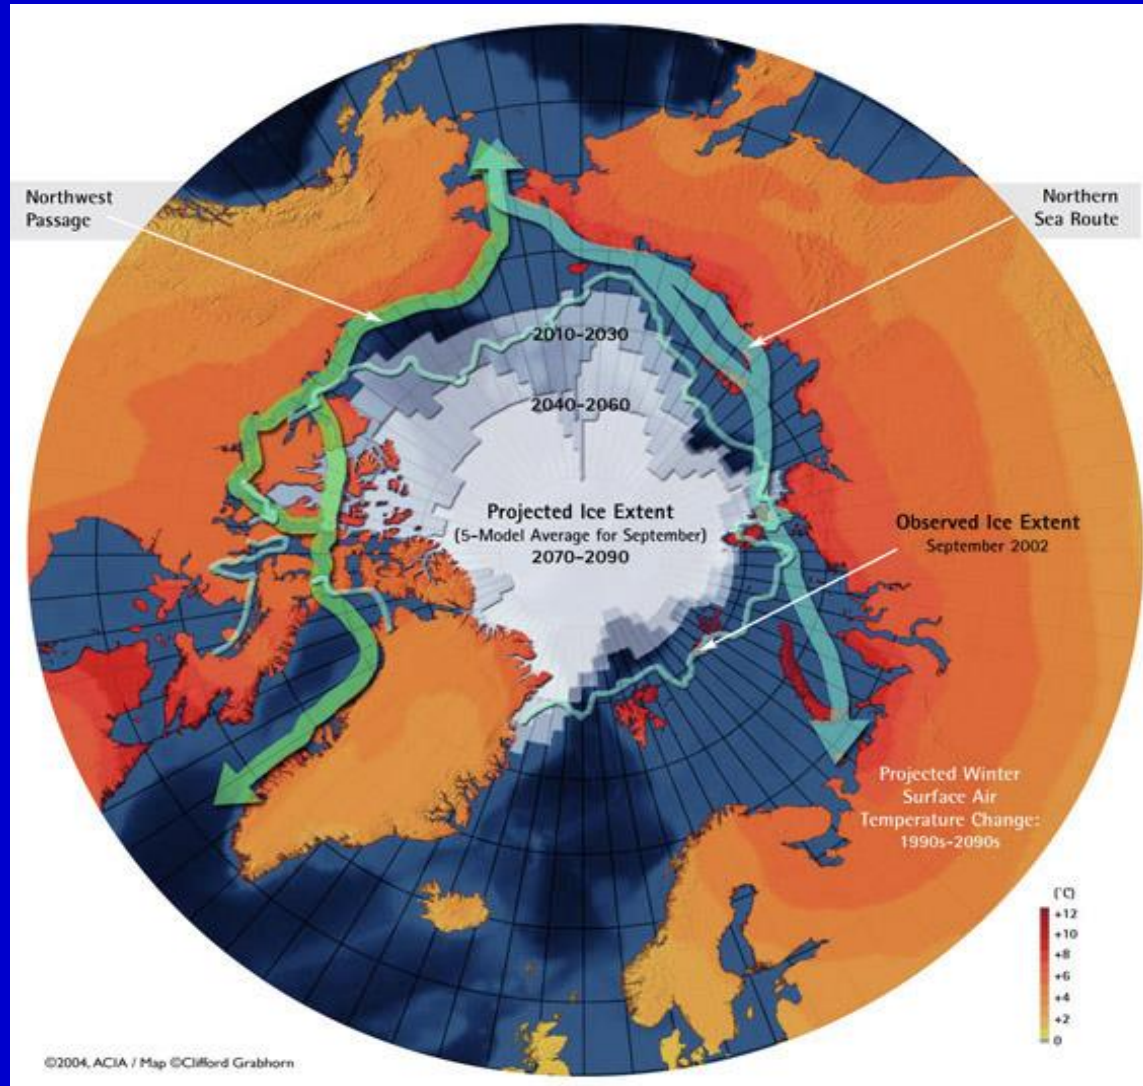 Northwest
Passage
Northern
Sea Route
2010-2030
2040-2060
Projected Ice Extent
(5-Model Average for September)
2070-2090
Observed Ice Extent
September 2002
Projected Winter
Surface Air
Temperature Change:
1990s-2090s
(°C)
+12
+10
+8
+6
+4
+2
0
©2004, ACIA / Map ©Clifford Grabhorn